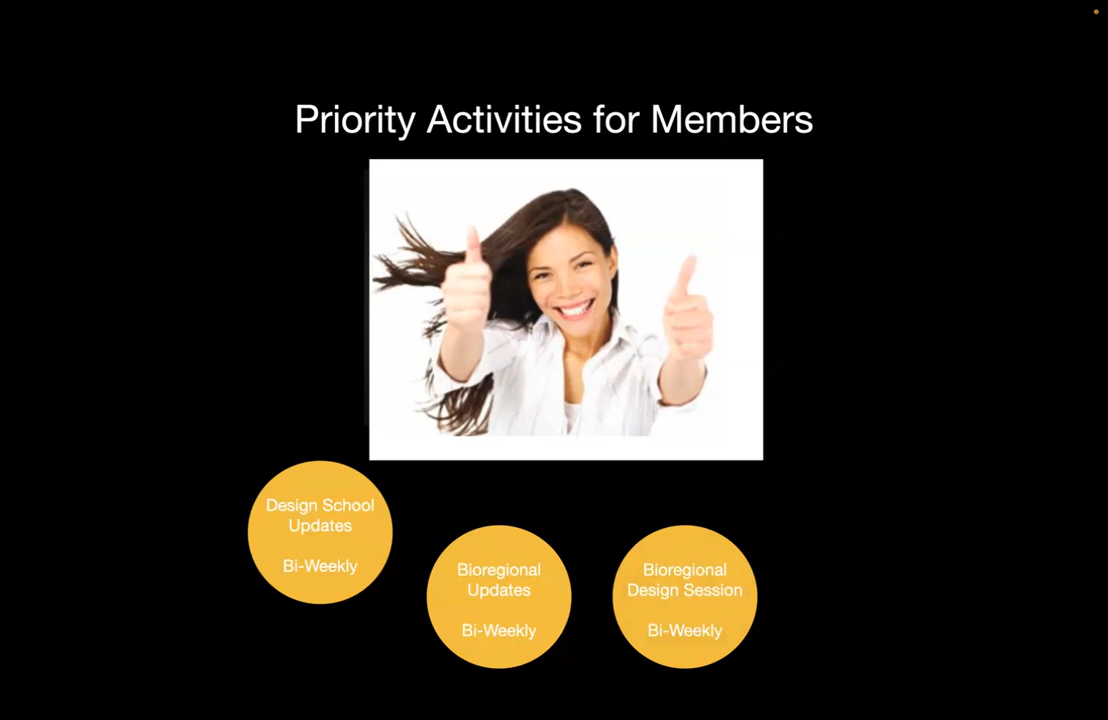 Priority Activities for Members
Design School
Updates
Bi-Weekly
Bioregional
Updates
Bi-Weekly
Bioregional
Design Session
Bi-Weekly